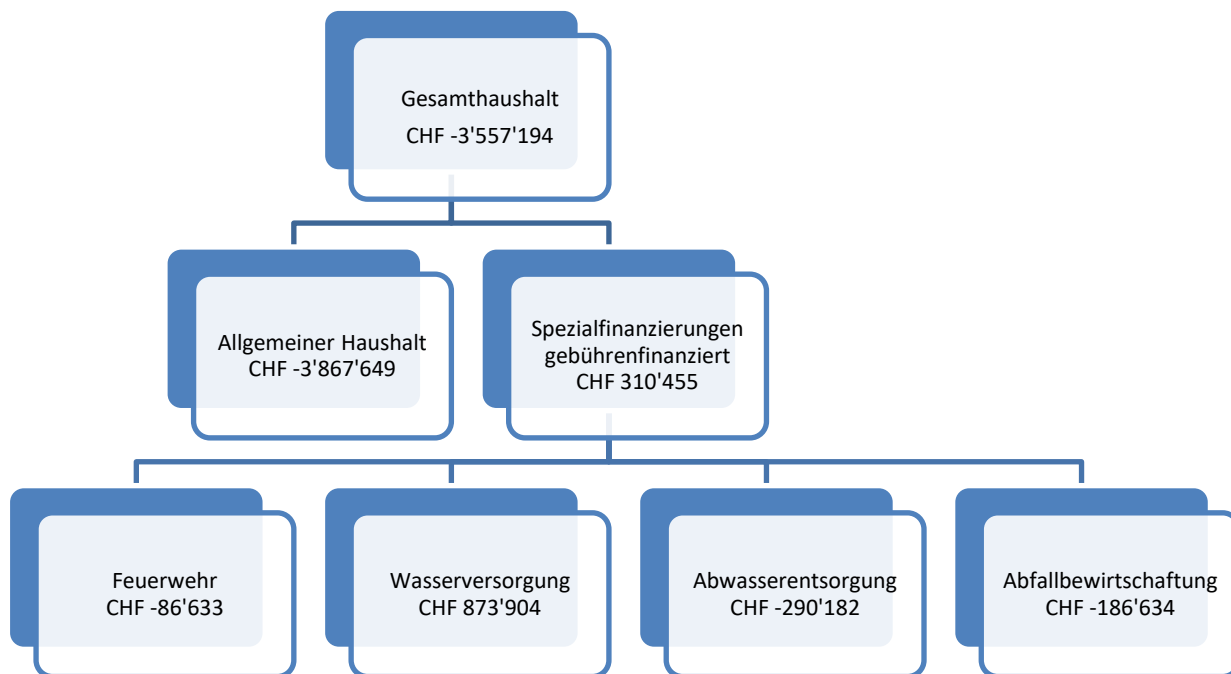 Gesamthaushalt
CHF -3'557'194
Allgemeiner Haushalt
CHF -3'867'649
Spezialfinanzierungen
gebührenfinanziert
CHF 310'455
Feuerwehr
CHF -86'633
Wasserversorgung
CHF 873'904
Abwasserentsorgung
CHF -290'182
Abfallbewirtschaftung
CHF -186'634